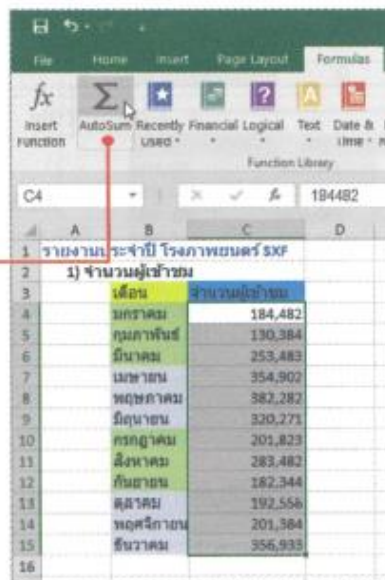 File Home Insert Page Layout Formulas
fx Σ ?
Insert Function AutoSum Recently Used Financial Logical Text Date & Time
Function Library
C4 fx 184482
A B C D
1 รายงานประจำปี โรงภาพยนตร์ SXF
2 1) จำนวนผู้เข้าชม
3 เดือน จำนวนผู้เข้าชม
4 มกราคม 184,482
5 กุมภาพันธ์ 130,384
6 มีนาคม 253,483
7 เมษายน 354,902
8 พฤษภาคม 382,282
9 มิถุนายน 320,271
10 กรกฎาคม 201,823
11 สิงหาคม 283,482
12 กันยายน 182,344
13 ตุลาคม 192,556
14 พฤศจิกายน 201,384
15 ธันวาคม 356,933
16